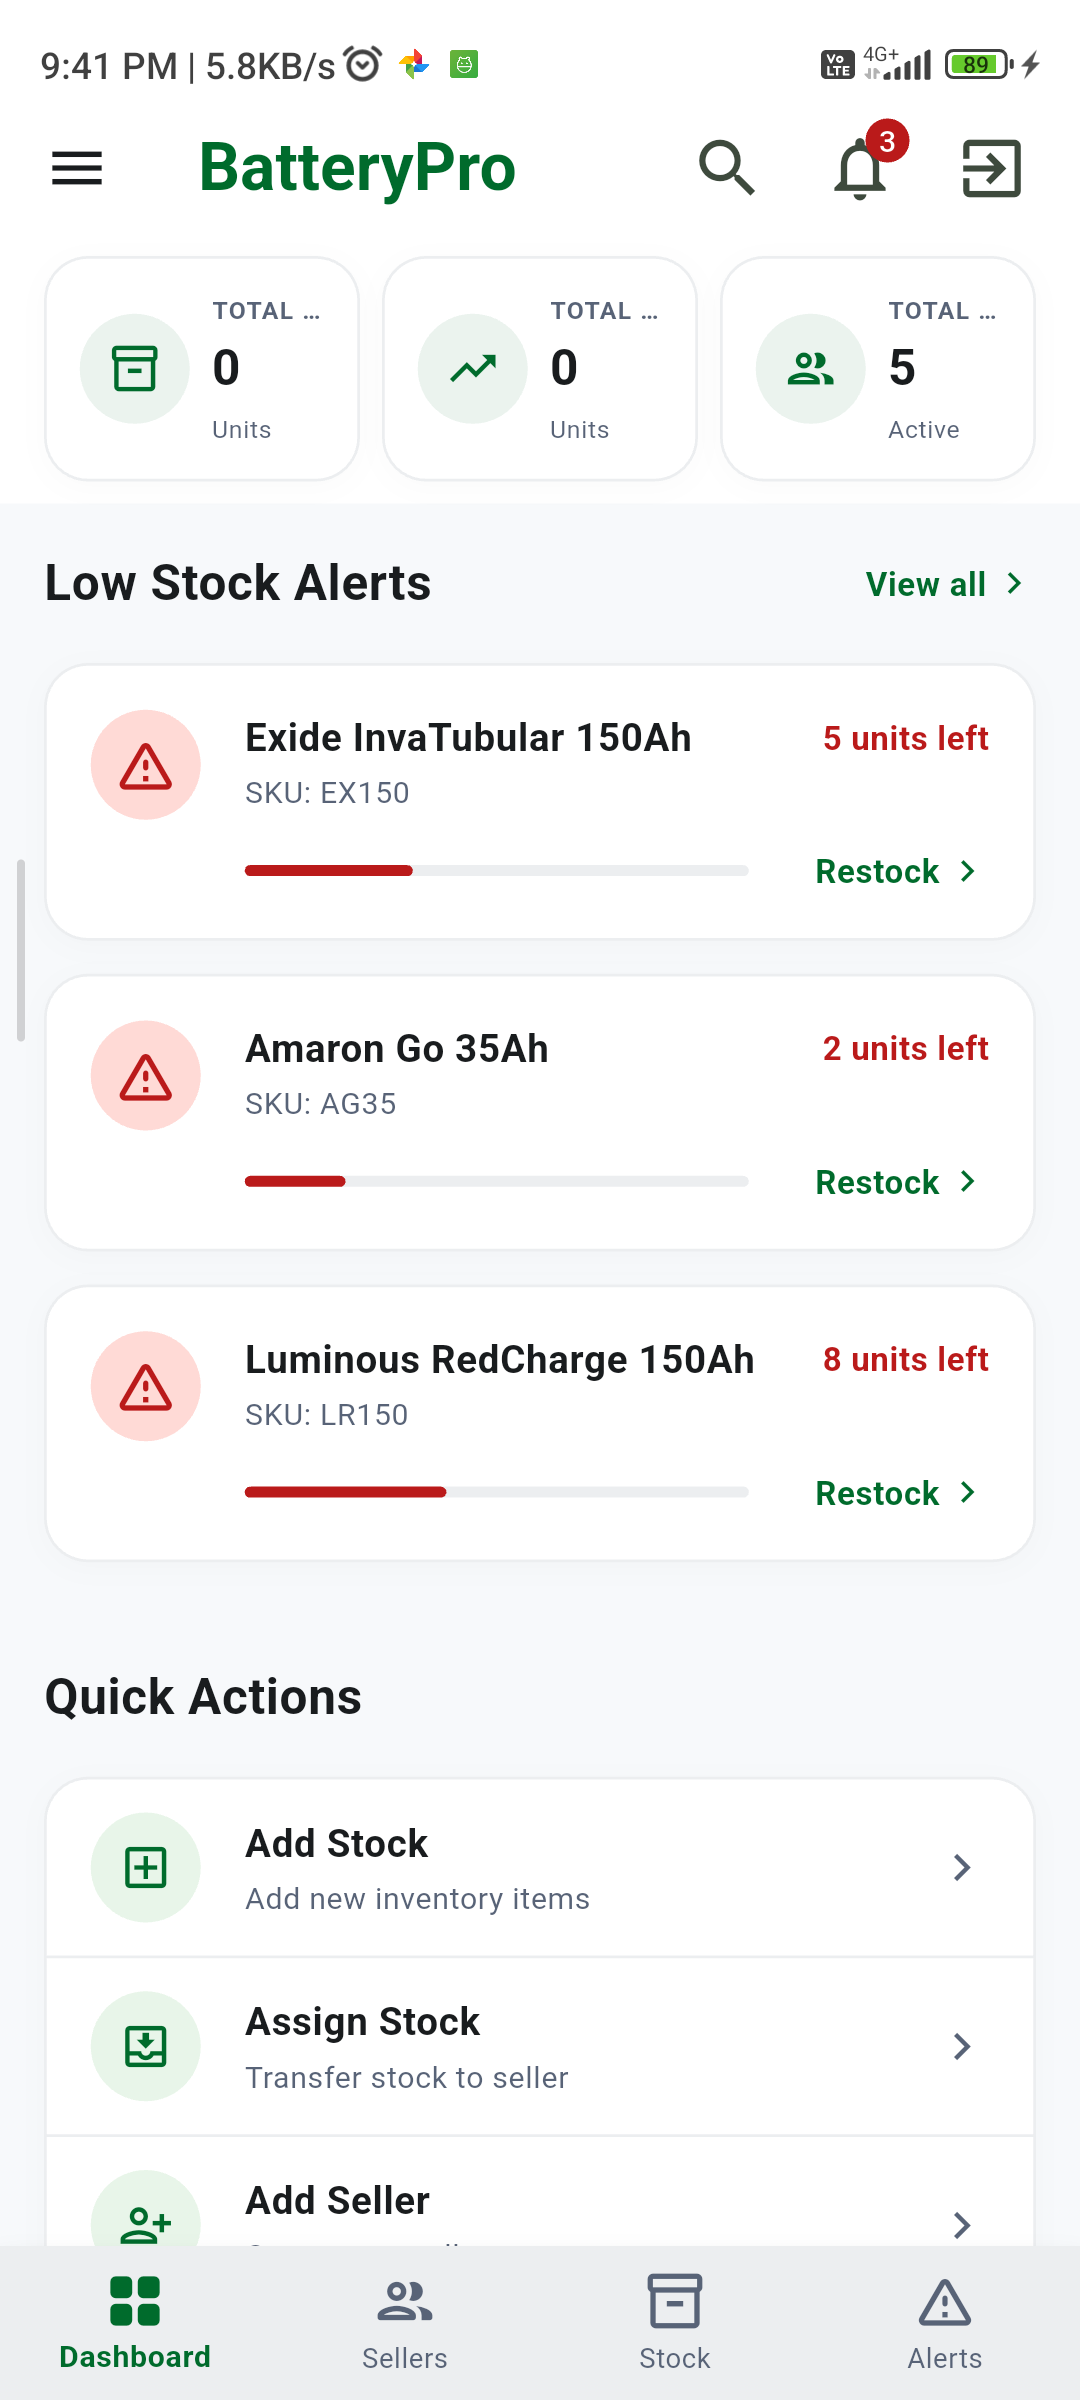 9:41 PM | 5.8KB/s
Vo LTE 4G+ 89
BatteryPro
3
TOTAL ...
0
Units
TOTAL ...
0
Units
TOTAL ...
5
Active
Low Stock Alerts
View all
Exide InvaTubular 150Ah
5 units left
SKU: EX150
Restock
Amaron Go 35Ah
2 units left
SKU: AG35
Restock
Luminous RedCharge 150Ah
8 units left
SKU: LR150
Restock
Quick Actions
Add Stock
Add new inventory items
Assign Stock
Transfer stock to seller
Add Seller
Dashboard
Sellers
Stock
Alerts